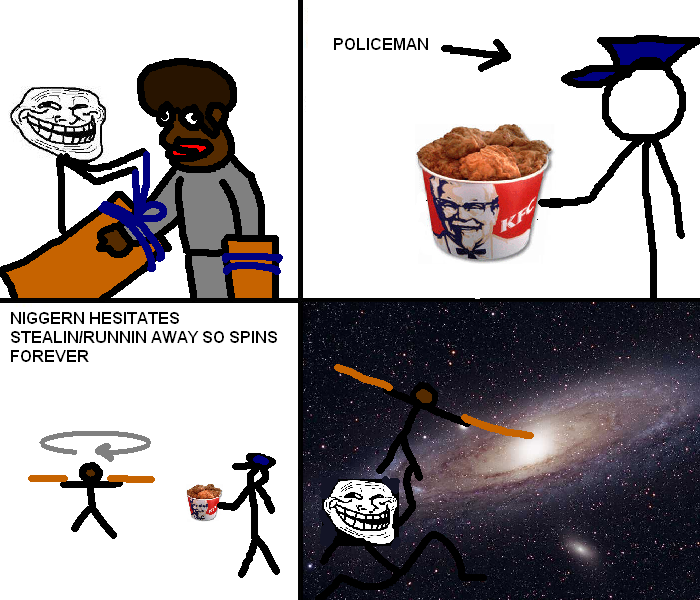 POLICEMAN
KFC
NIGGERN HESITATES
STEALIN/RUNNIN AWAY SO SPINS
FOREVER